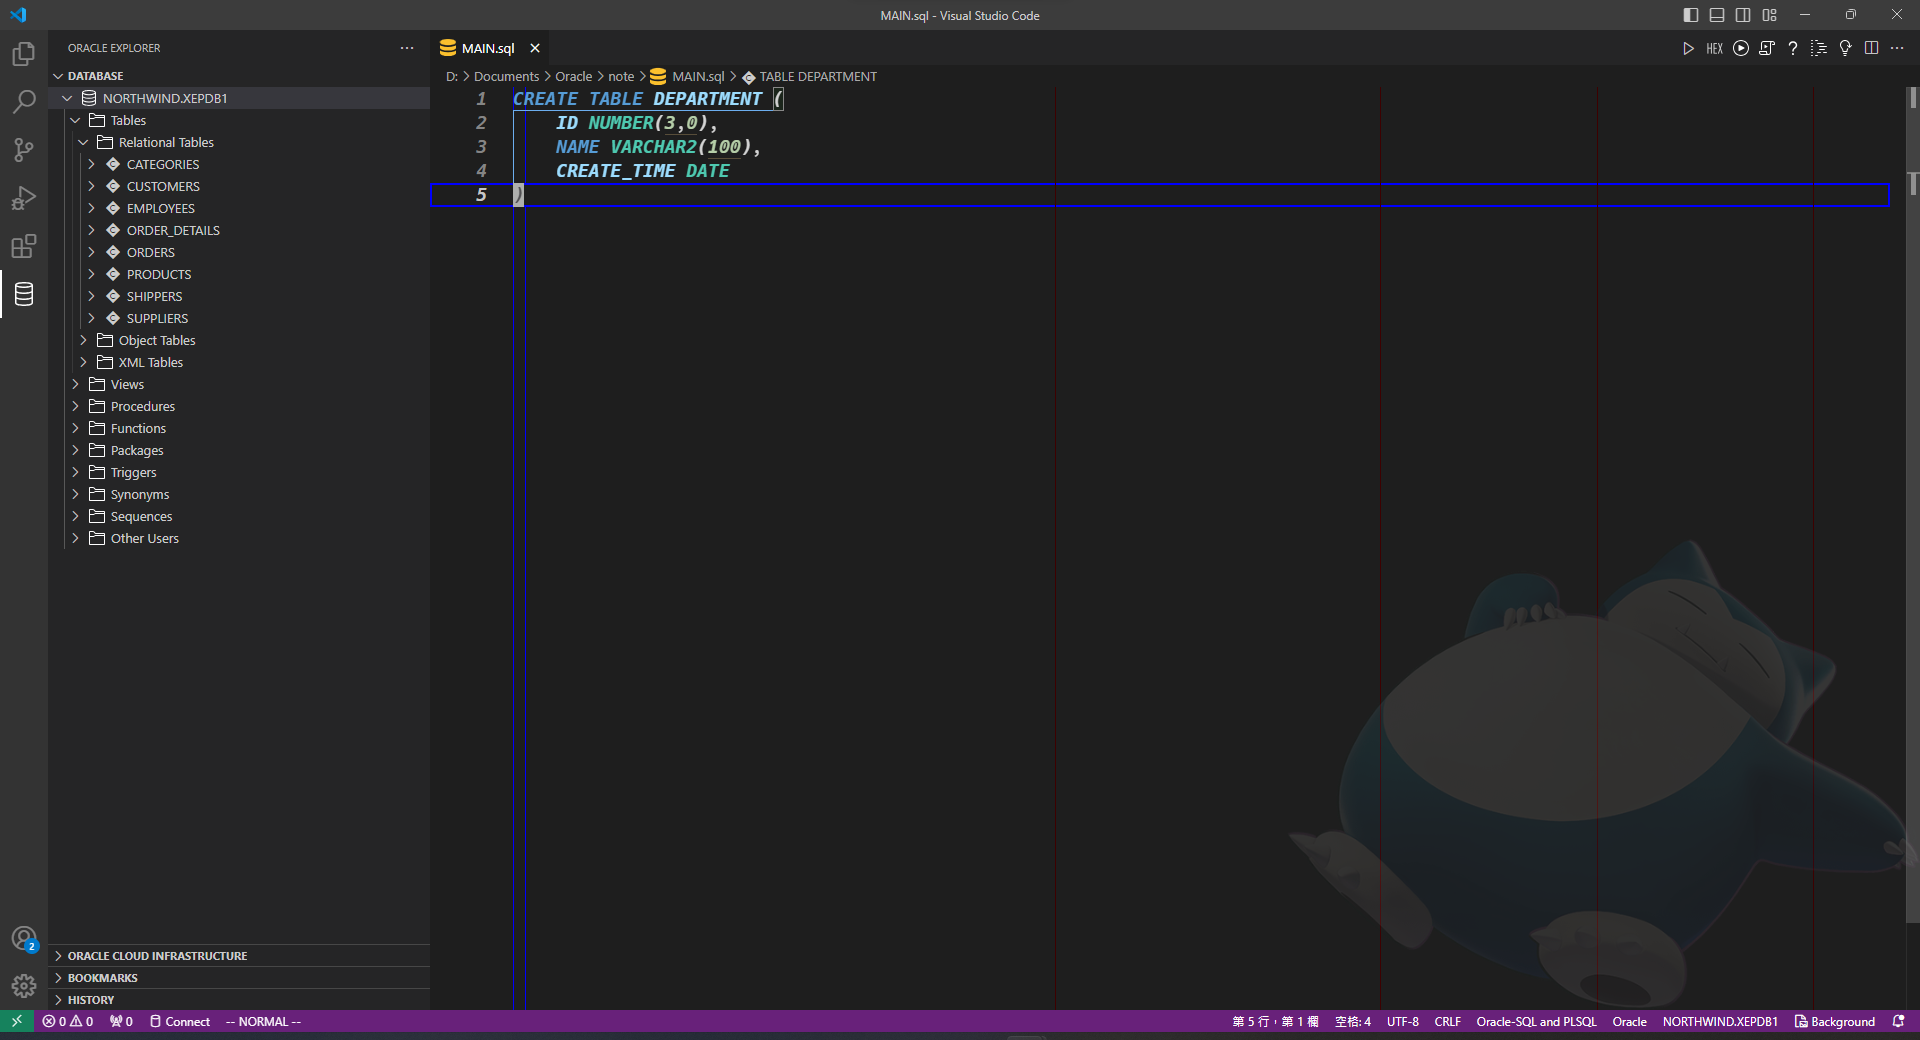 MAIN.sql - Visual Studio Code
ORACLE EXPLORER
DATABASE
NORTHWIND.XEPDB1
Tables
Relational Tables
CATEGORIES
CUSTOMERS
EMPLOYEES
ORDER_DETAILS
ORDERS
PRODUCTS
SHIPPERS
SUPPLIERS
Object Tables
XML Tables
Views
Procedures
Functions
Packages
Triggers
Synonyms
Sequences
Other Users
ORACLE CLOUD INFRASTRUCTURE
BOOKMARKS
HISTORY
MAIN.sql
HEX
D: > Documents > Oracle > note > MAIN.sql > TABLE DEPARTMENT
1 CREATE TABLE DEPARTMENT (
2 ID NUMBER(3,0),
3 NAME VARCHAR2(100),
4 CREATE_TIME DATE
5 )
2
0 0 0 Connect -- NORMAL -- 第 5 行，第 1 欄 空格: 4 UTF-8 CRLF Oracle-SQL and PLSQL Oracle NORTHWIND.XEPDB1 Background